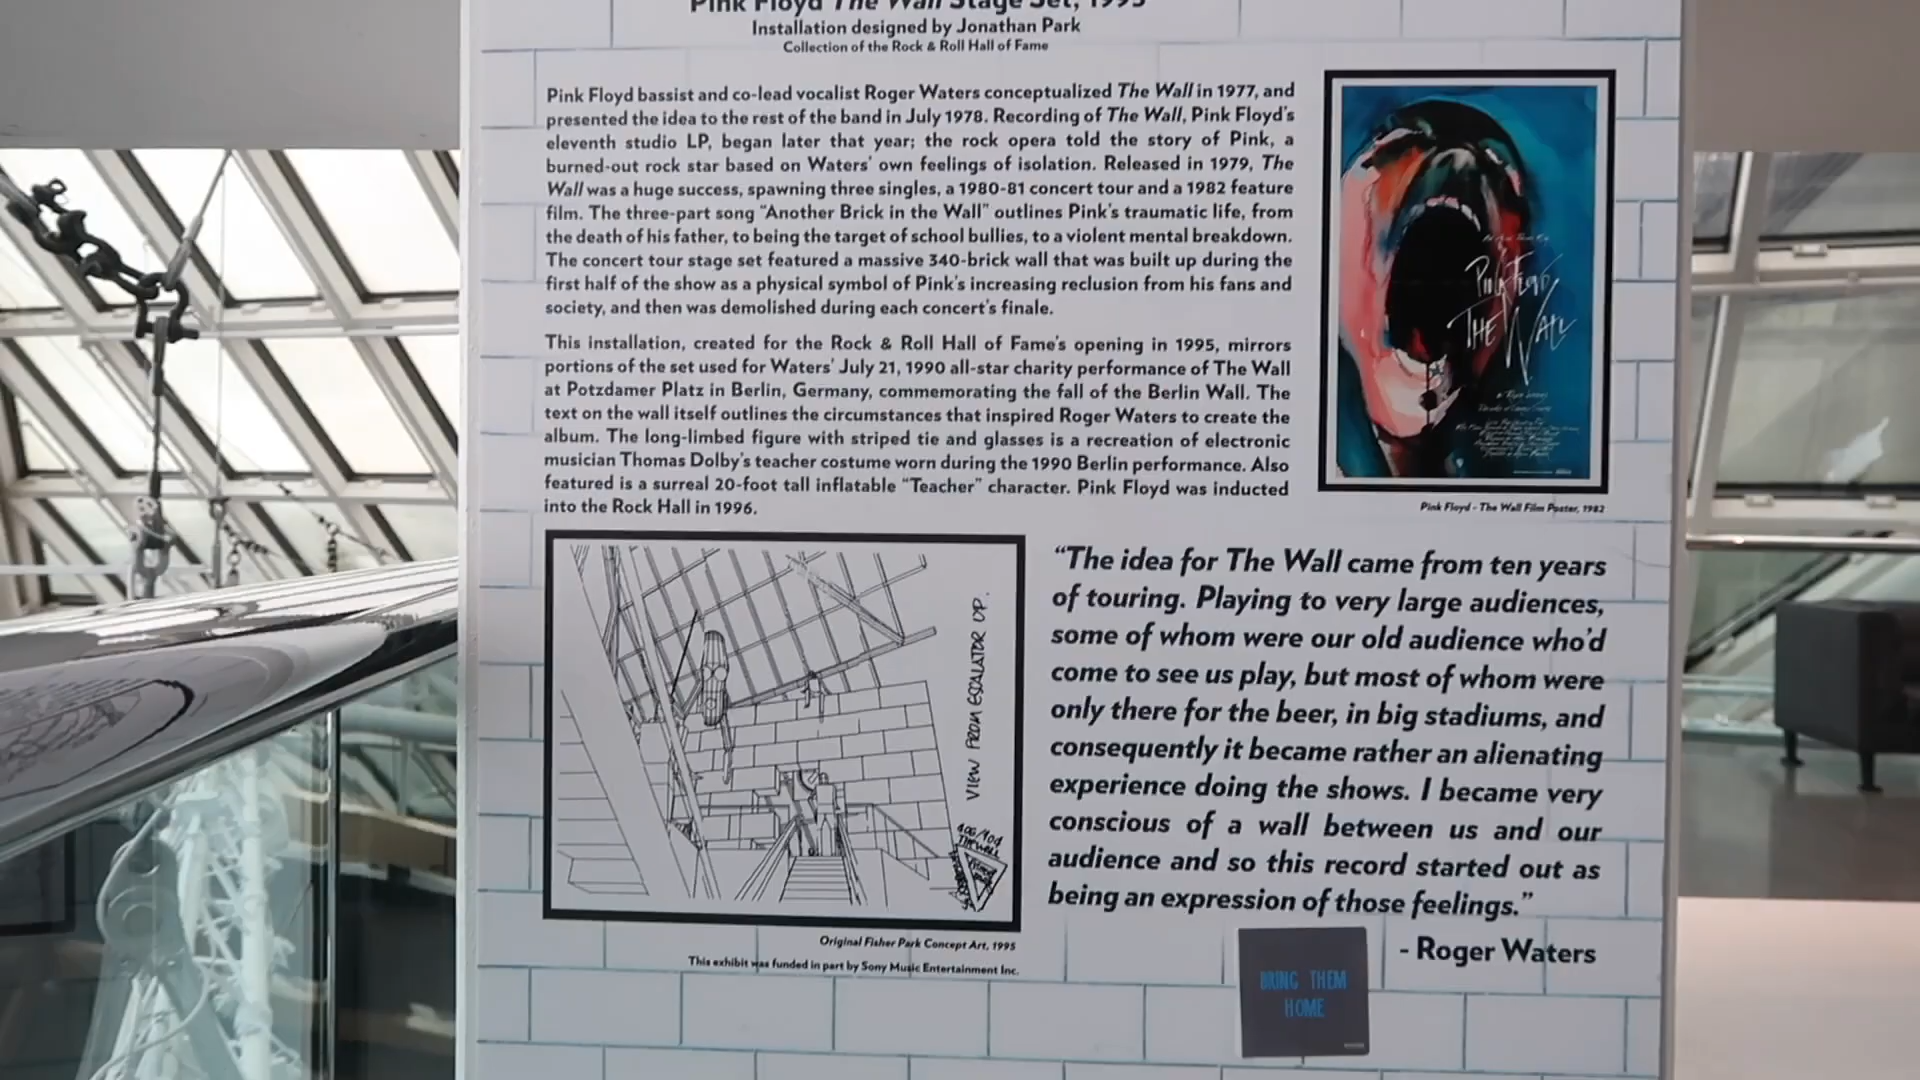 Pink Floyd The Wall Stage Set, 1995
Installation designed by Jonathan Park
Collection of the Rock & Roll Hall of Fame
Pink Floyd bassist and co-lead vocalist Roger Waters conceptualized The Wall in 1977, and
presented the idea to the rest of the band in July 1978. Recording of The Wall, Pink Floyd's
eleventh studio LP, began later that year; the rock opera told the story of Pink, a
burned-out rock star based on Waters' own feelings of isolation. Released in 1979, The
Wall was a huge success, spawning three singles, a 1980-81 concert tour and a 1982 feature
film. The three-part song "Another Brick in the Wall" outlines Pink's traumatic life, from
the death of his father, to being the target of school bullies, to a violent mental breakdown.
The concert tour stage set featured a massive 340-brick wall that was built up during the
first half of the show as a physical symbol of Pink's increasing reclusion from his fans and
society, and then was demolished during each concert's finale.
This installation, created for the Rock & Roll Hall of Fame's opening in 1995, mirrors
portions of the set used for Waters' July 21, 1990 all-star charity performance of The Wall
at Potzdamer Platz in Berlin, Germany, commemorating the fall of the Berlin Wall. The
text on the wall itself outlines the circumstances that inspired Roger Waters to create the
album. The long-limbed figure with striped tie and glasses is a recreation of electronic
musician Thomas Dolby's teacher costume worn during the 1990 Berlin performance. Also
featured is a surreal 20-foot tall inflatable "Teacher" character. Pink Floyd was inducted
into the Rock Hall in 1996.
PINK FLOYD
THE WALL
Pink Floyd - The Wall Film Poster, 1982
VIEW FROM ESCALATOR UP.
THE WALL
Original Fisher Park Concept Art, 1995
This exhibit was funded in part by Sony Music Entertainment Inc.
"The idea for The Wall came from ten years
of touring. Playing to very large audiences,
some of whom were our old audience who'd
come to see us play, but most of whom were
only there for the beer, in big stadiums, and
consequently it became rather an alienating
experience doing the shows. I became very
conscious of a wall between us and our
audience and so this record started out as
being an expression of those feelings."
- Roger Waters
BRING THEM
HOME